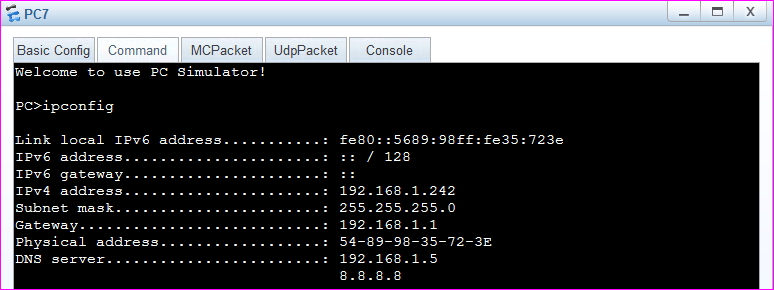 PC7
Basic Config Command MCPacket UdpPacket Console
Welcome to use PC Simulator!
PC>ipconfig
Link local IPv6 address...........: fe80::5689:98ff:fe35:723e
IPv6 address......................: :: / 128
IPv6 gateway......................: ::
IPv4 address......................: 192.168.1.242
Subnet mask.......................: 255.255.255.0
Gateway...........................: 192.168.1.1
Physical address..................: 54-89-98-35-72-3E
DNS server........................: 192.168.1.5
8.8.8.8